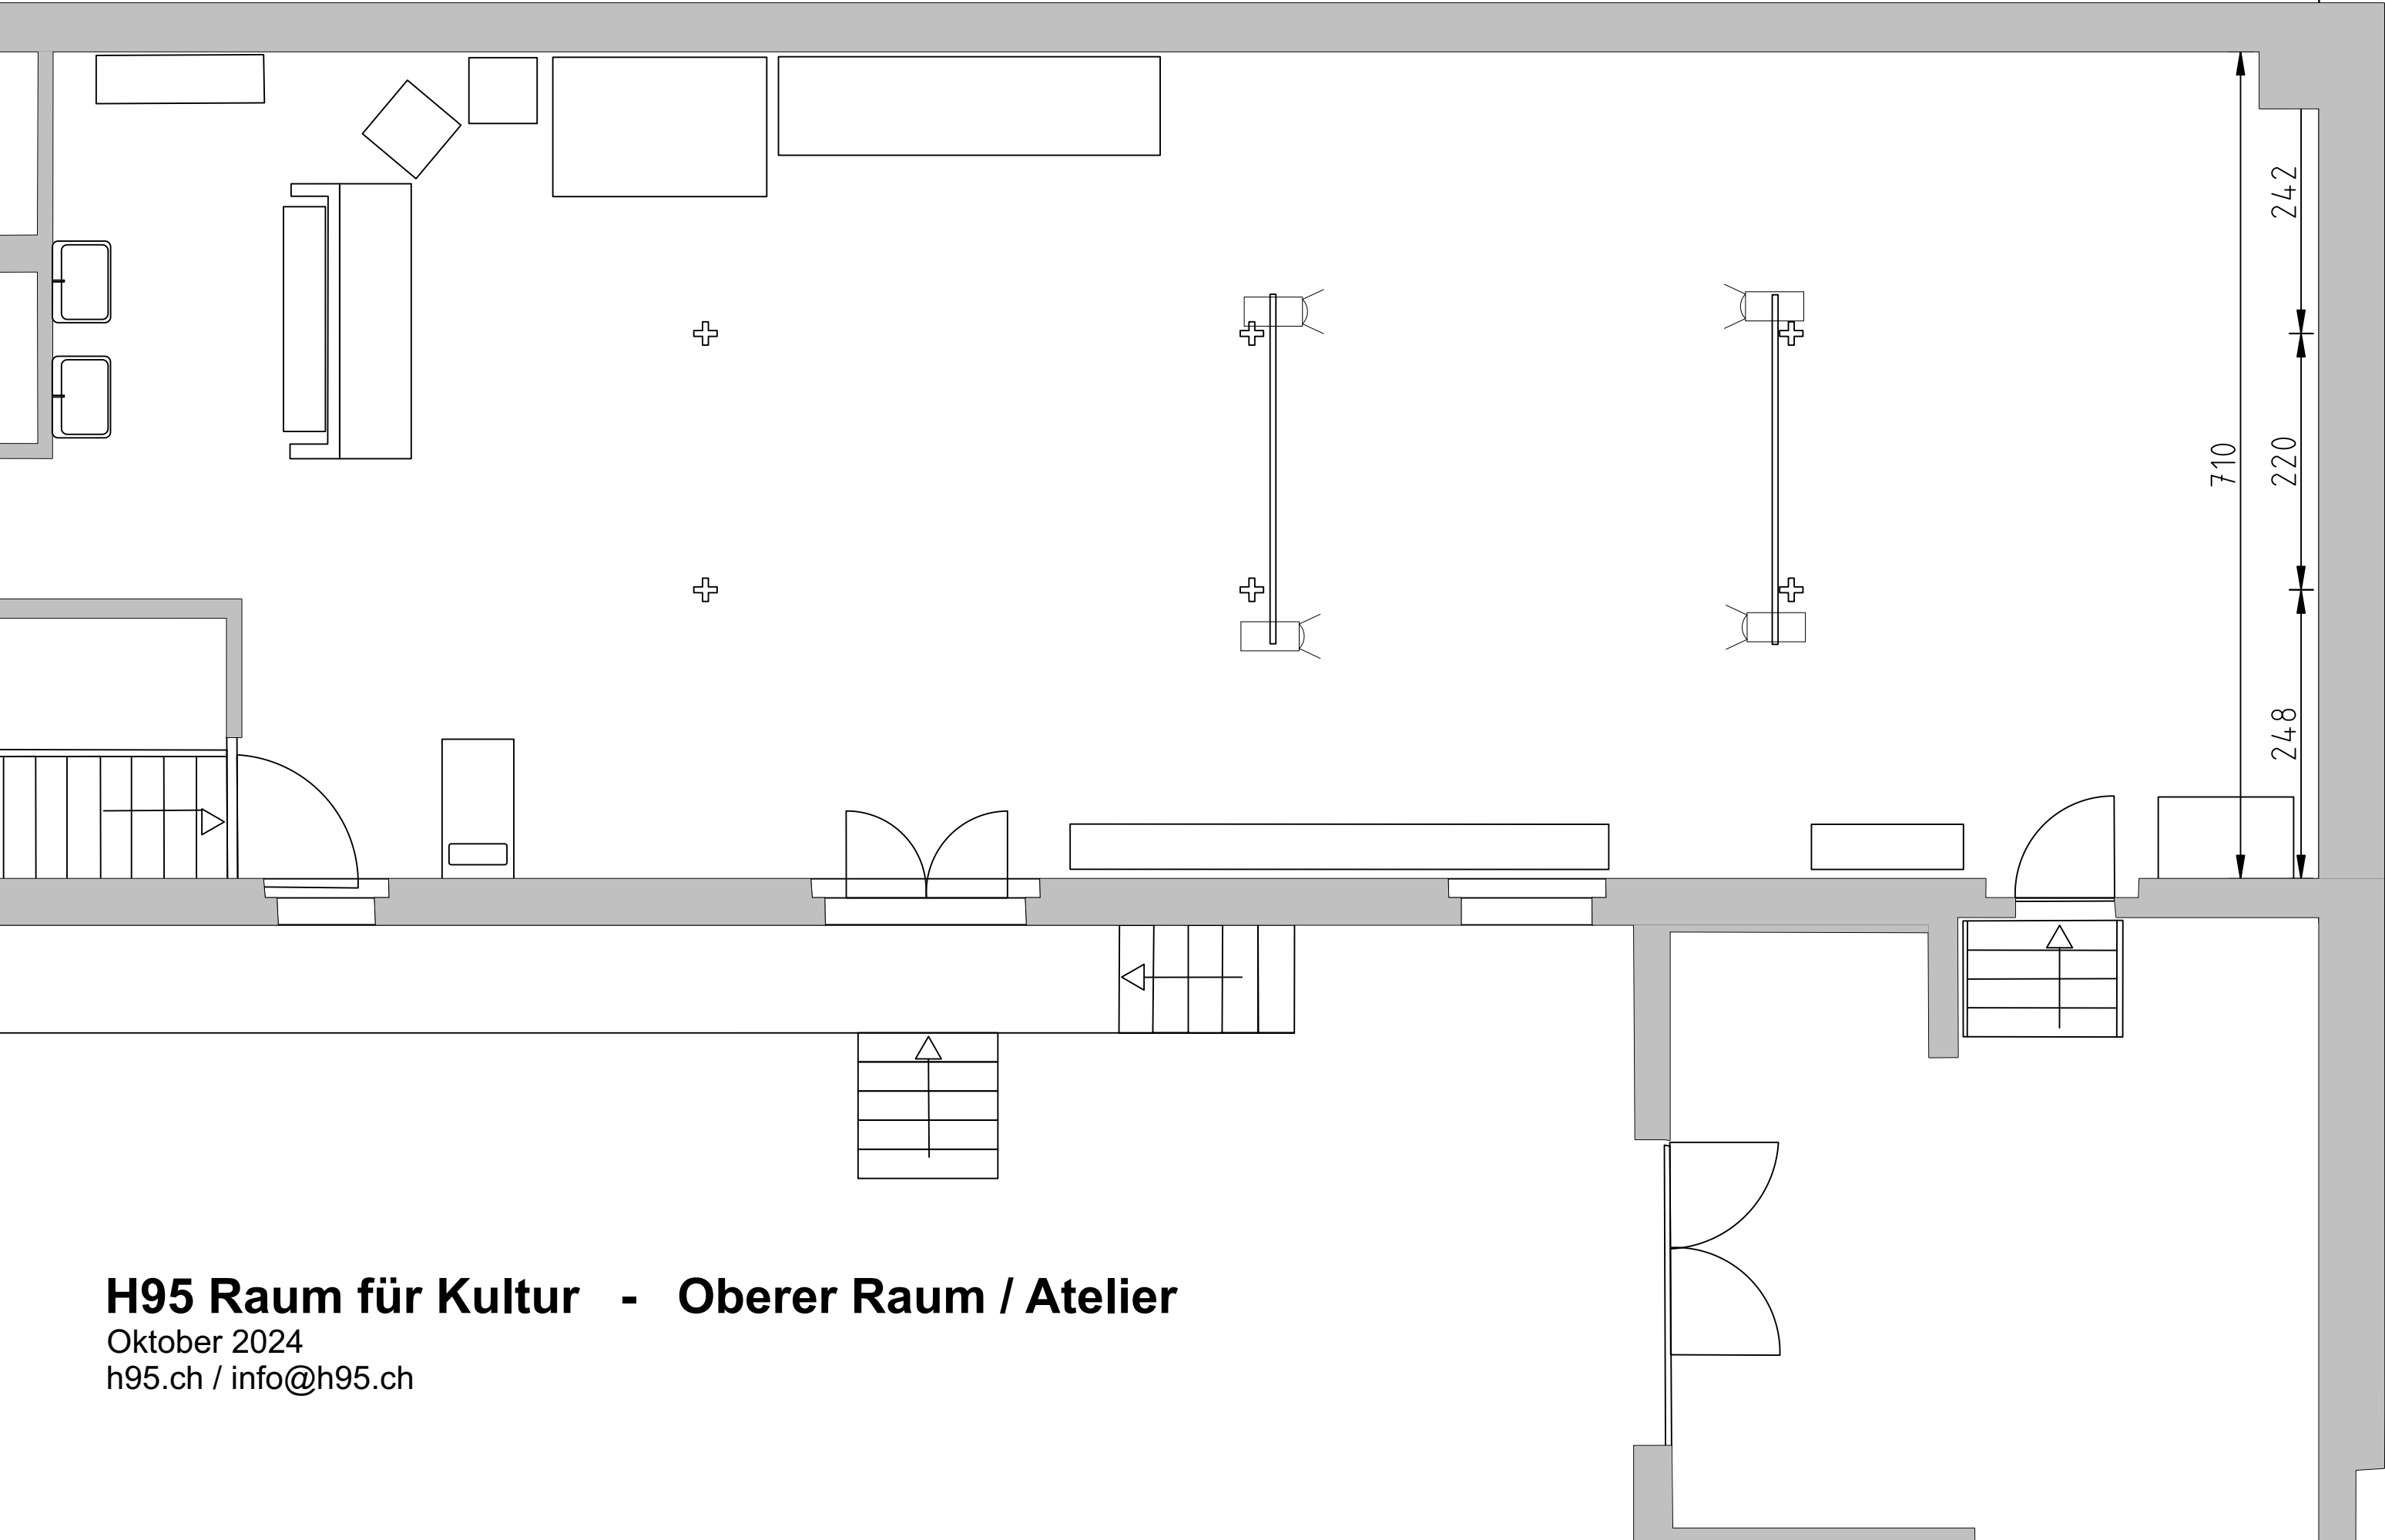 242
710
220
248
H95 Raum für Kultur - Oberer Raum / Atelier
Oktober 2024
h95.ch / info@h95.ch